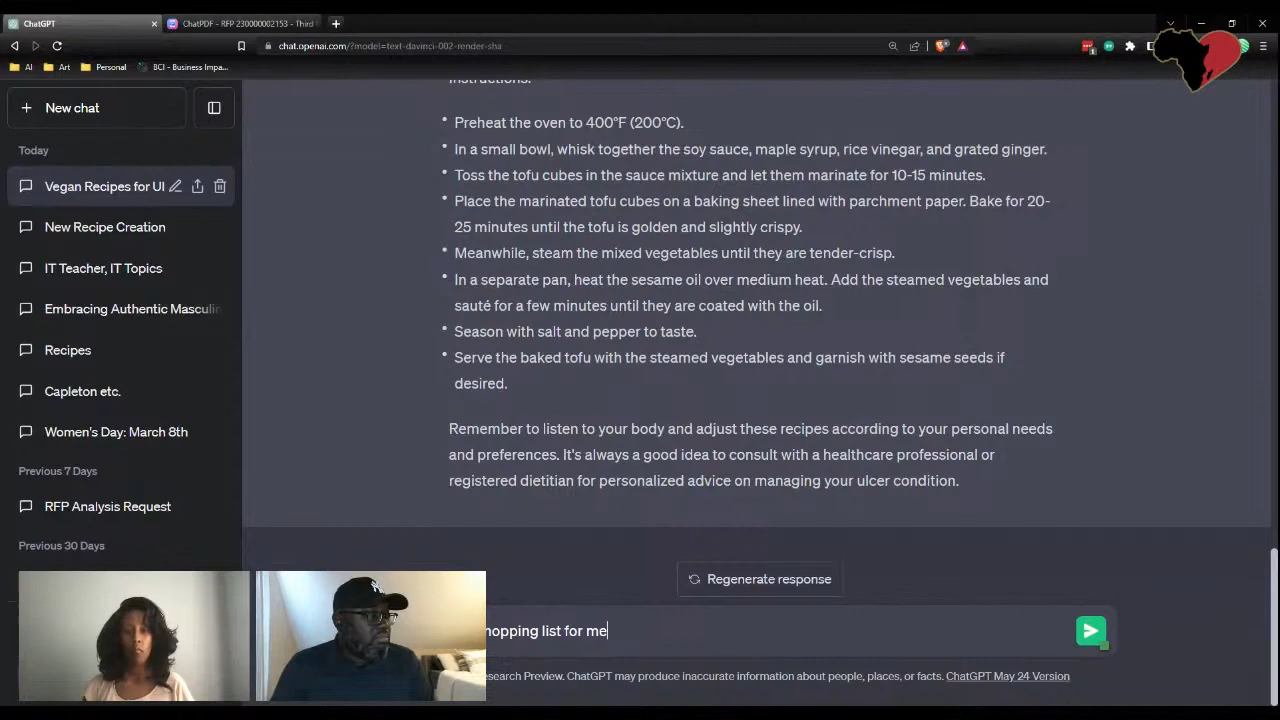 ChatGPT
ChatPDF - RFP 230000002153 - Third
chat.openai.com/?model=text-davinci-002-render-sha
AI
Art
Personal
BCI - Business Impa...
New chat
Today
Vegan Recipes for Ul
New Recipe Creation
IT Teacher, IT Topics
Embracing Authentic Masculin
Recipes
Capleton etc.
Women's Day: March 8th
Previous 7 Days
RFP Analysis Request
Previous 30 Days
Preheat the oven to 400°F (200°C).
In a small bowl, whisk together the soy sauce, maple syrup, rice vinegar, and grated ginger.
Toss the tofu cubes in the sauce mixture and let them marinate for 10-15 minutes.
Place the marinated tofu cubes on a baking sheet lined with parchment paper. Bake for 20-
25 minutes until the tofu is golden and slightly crispy.
Meanwhile, steam the mixed vegetables until they are tender-crisp.
In a separate pan, heat the sesame oil over medium heat. Add the steamed vegetables and
sauté for a few minutes until they are coated with the oil.
Season with salt and pepper to taste.
Serve the baked tofu with the steamed vegetables and garnish with sesame seeds if
desired.
Remember to listen to your body and adjust these recipes according to your personal needs
and preferences. It's always a good idea to consult with a healthcare professional or
registered dietitian for personalized advice on managing your ulcer condition.
Regenerate response
hopping list for me
search Preview. ChatGPT may produce inaccurate information about people, places, or facts. ChatGPT May 24 Version